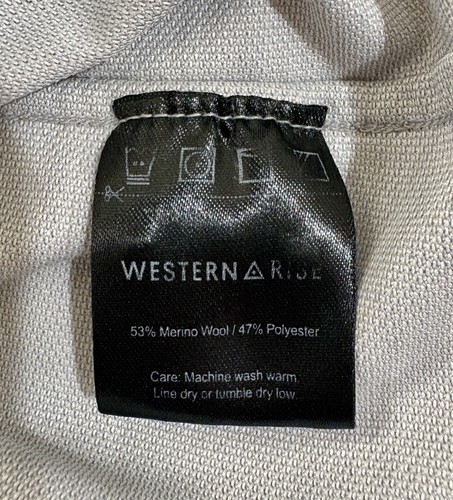 WESTERN RISE
53% Merino Wool / 47% Polyester
Care: Machine wash warm.
Line dry or tumble dry low.